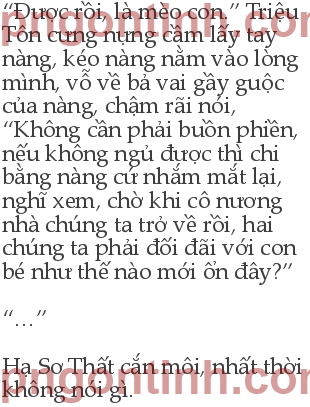 “Được rồi, là mèo con.” Triệu
Tôn cưng nựng cầm lấy tay
nàng, kéo nàng nằm vào lòng
mình, vỗ về bả vai gầy guộc
của nàng, chậm rãi nói,
“Không cần phải buồn phiền,
nếu không ngủ được thì chi
bằng nàng cứ nhắm mắt lại,
nghĩ xem, chờ khi cô nương
nhà chúng ta trở về rồi, hai
chúng ta phải đối đãi với con
bé như thế nào mới ổn đây?”
“…”
Hạ Sơ Thất cắn môi, nhất thời
không nói gì.
pngontinh.com
pngontinh.com